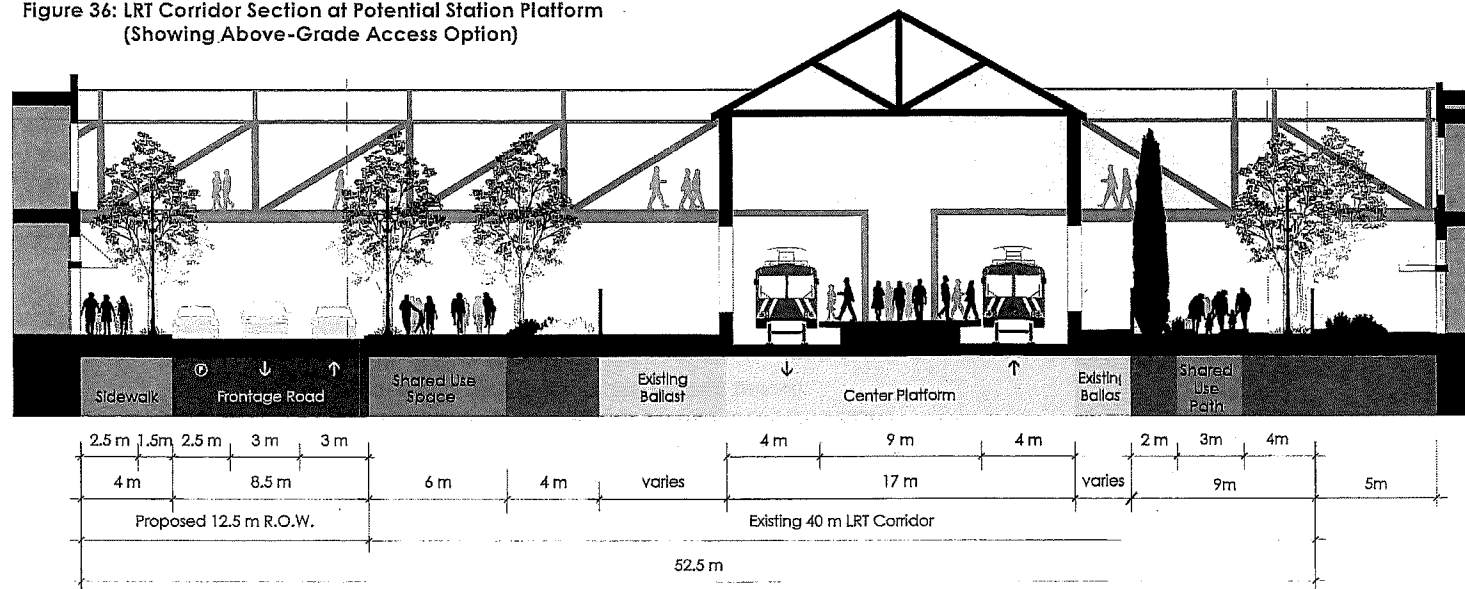 Figure 36: LRT Corridor Section at Potential Station Platform
(Showing Above-Grade Access Option)
P
Sidewalk
Frontage Road
Shared Use
Space
Existing
Ballast
Center Platform
Existing
Ballas
Shared
Use
Path
2.5 m 1.5m 2.5 m 3 m 3 m 4 m 9 m 4 m 2 m 3m 4m
4 m 8.5 m 6 m 4 m varies 17 m varies 9m 5m
Proposed 12.5 m R.O.W. Existing 40 m LRT Corridor
52.5 m